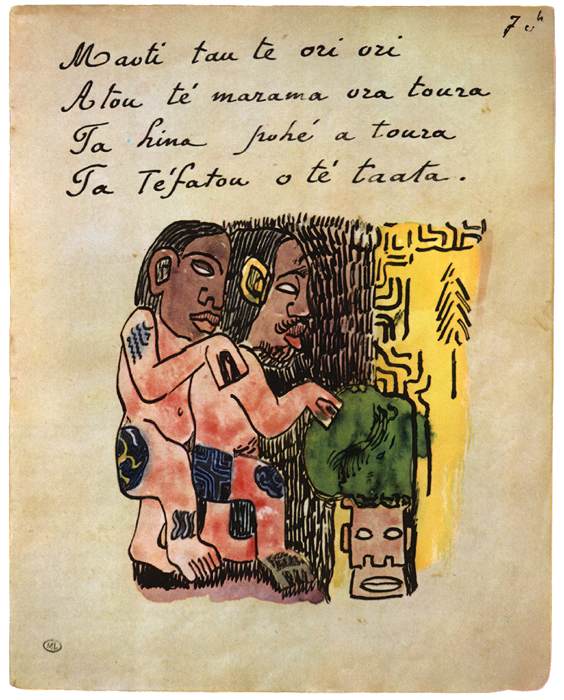 7
Maoti tau te ori ori
Atou té marama ora toura
Ta hina pohé a toura
Ta Téfatou o té taata.
ML